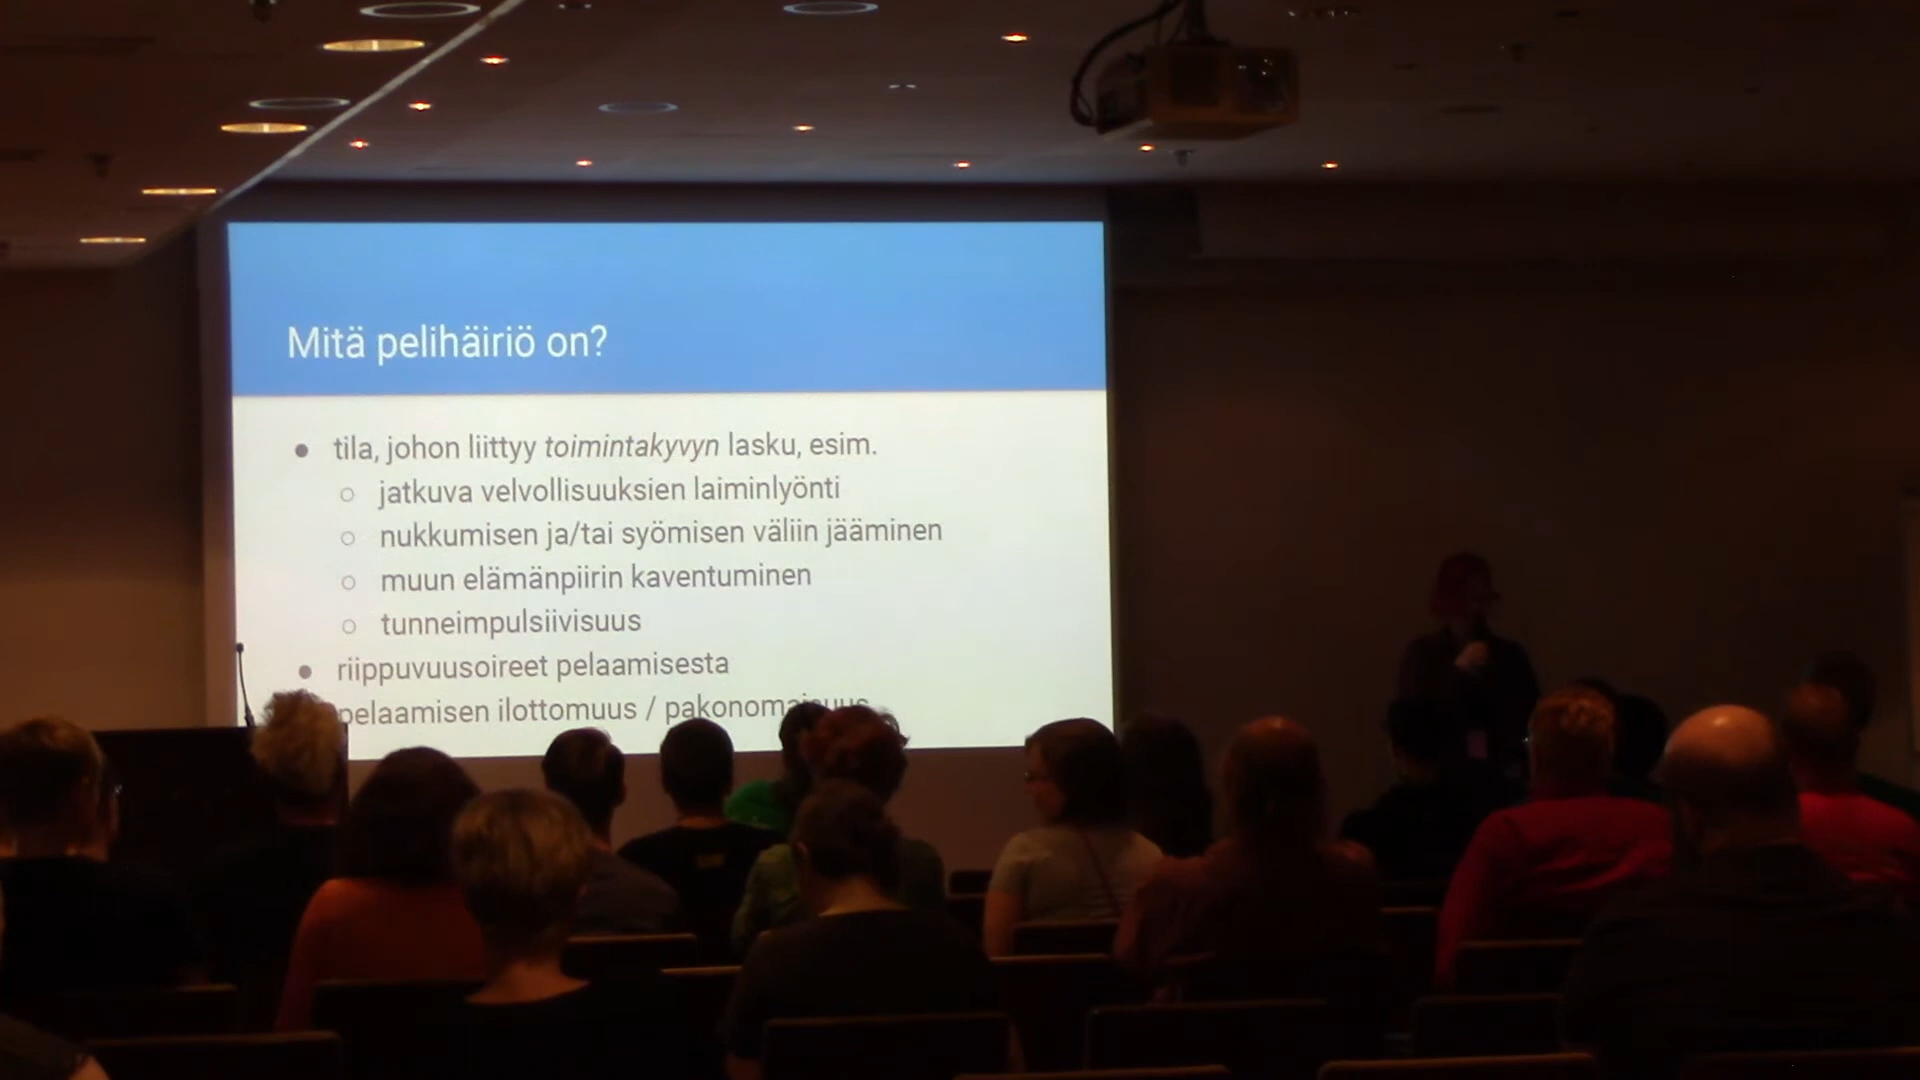 Mitä pelihäiriö on?
● tila, johon liittyy toimintakyvyn lasku, esim.
○ jatkuva velvollisuuksien laiminlyönti
○ nukkumisen ja/tai syömisen väliin jääminen
○ muun elämänpiirin kaventuminen
○ tunneimpulsiivisuus
● riippuvuusoireet pelaamisesta
pelaamisen ilottomuus / pakonomaisuus